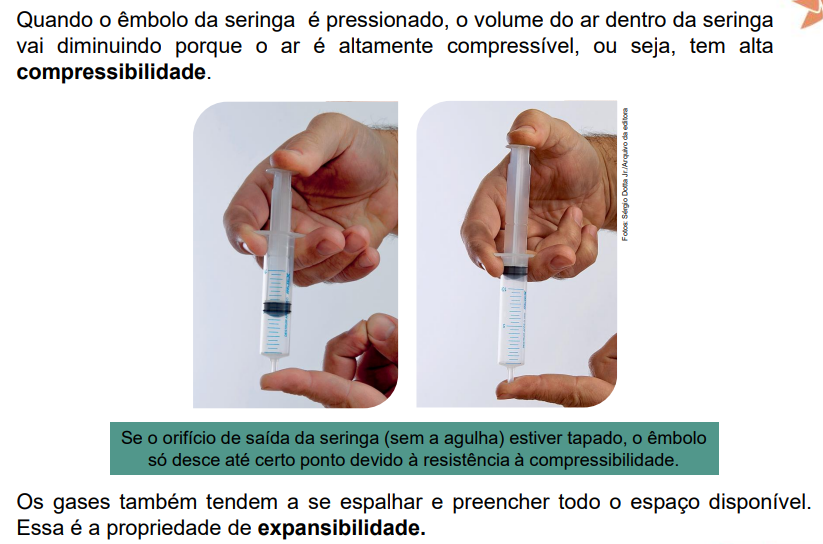 Quando o êmbolo da seringa é pressionado, o volume do ar dentro da seringa
vai diminuindo porque o ar é altamente compressível, ou seja, tem alta
compressibilidade.
Fotos: Sérgio Dotta Jr./Arquivo da editora
Se o orifício de saída da seringa (sem a agulha) estiver tapado, o êmbolo
só desce até certo ponto devido à resistência à compressibilidade.
Os gases também tendem a se espalhar e preencher todo o espaço disponível.
Essa é a propriedade de expansibilidade.